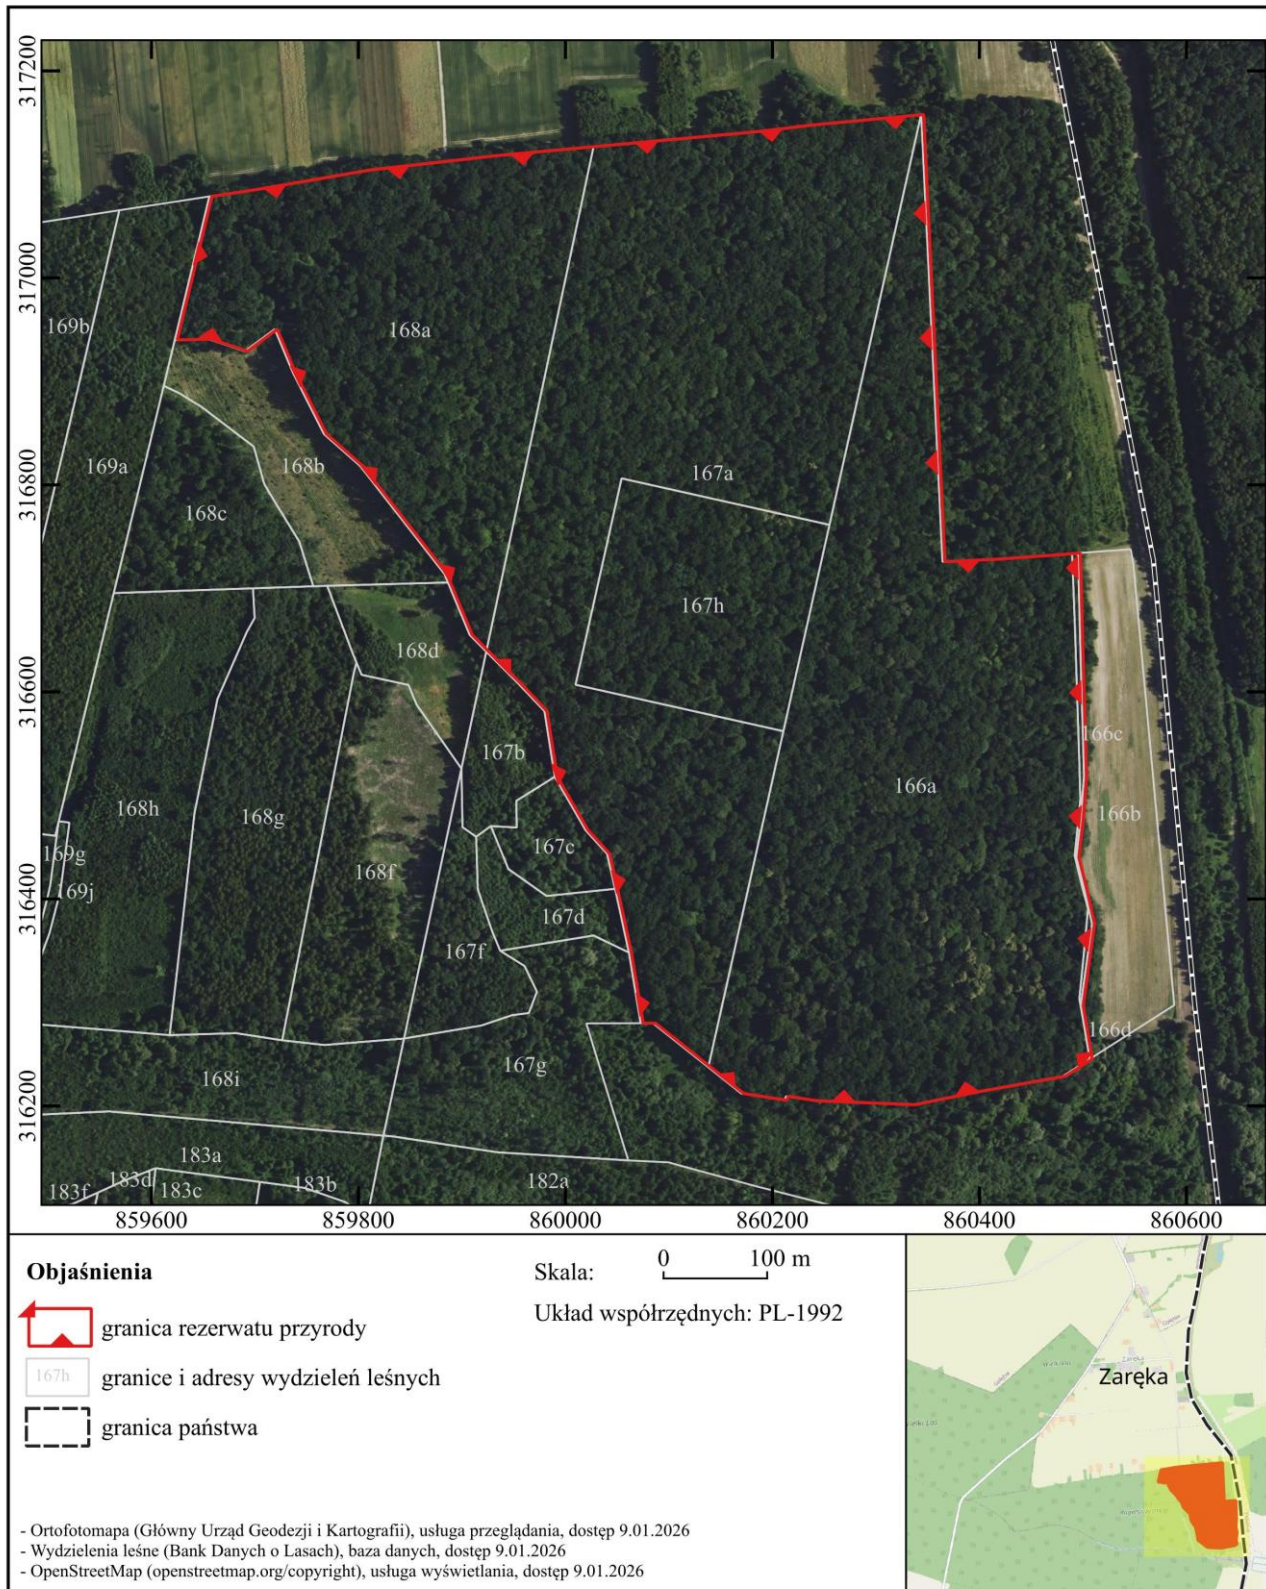 317200
317000
316800
316600
316400
316200
169b
168a
169a
168b
167a
168c
167h
168d
166c
167b
166a
166b
168h
168g
167c
169g
168f
169j
167d
167f
166d
167g
168i
183a
183d
183b
182a
183f
183c
859600 859800 860000 860200 860400 860600
Objaśnienia
granica rezerwatu przyrody
167h granice i adresy wydzieleń leśnych
granica państwa
Skala: 0 100 m
Układ współrzędnych: PL-1992
- Ortofotomapa (Główny Urząd Geodezji i Kartografii), usługa przeglądania, dostęp 9.01.2026
- Wydzielenia leśne (Bank Danych o Lasach), baza danych, dostęp 9.01.2026
- OpenStreetMap (openstreetmap.org/copyright), usługa wyświetlania, dostęp 9.01.2026
Zaręka
Zaręka